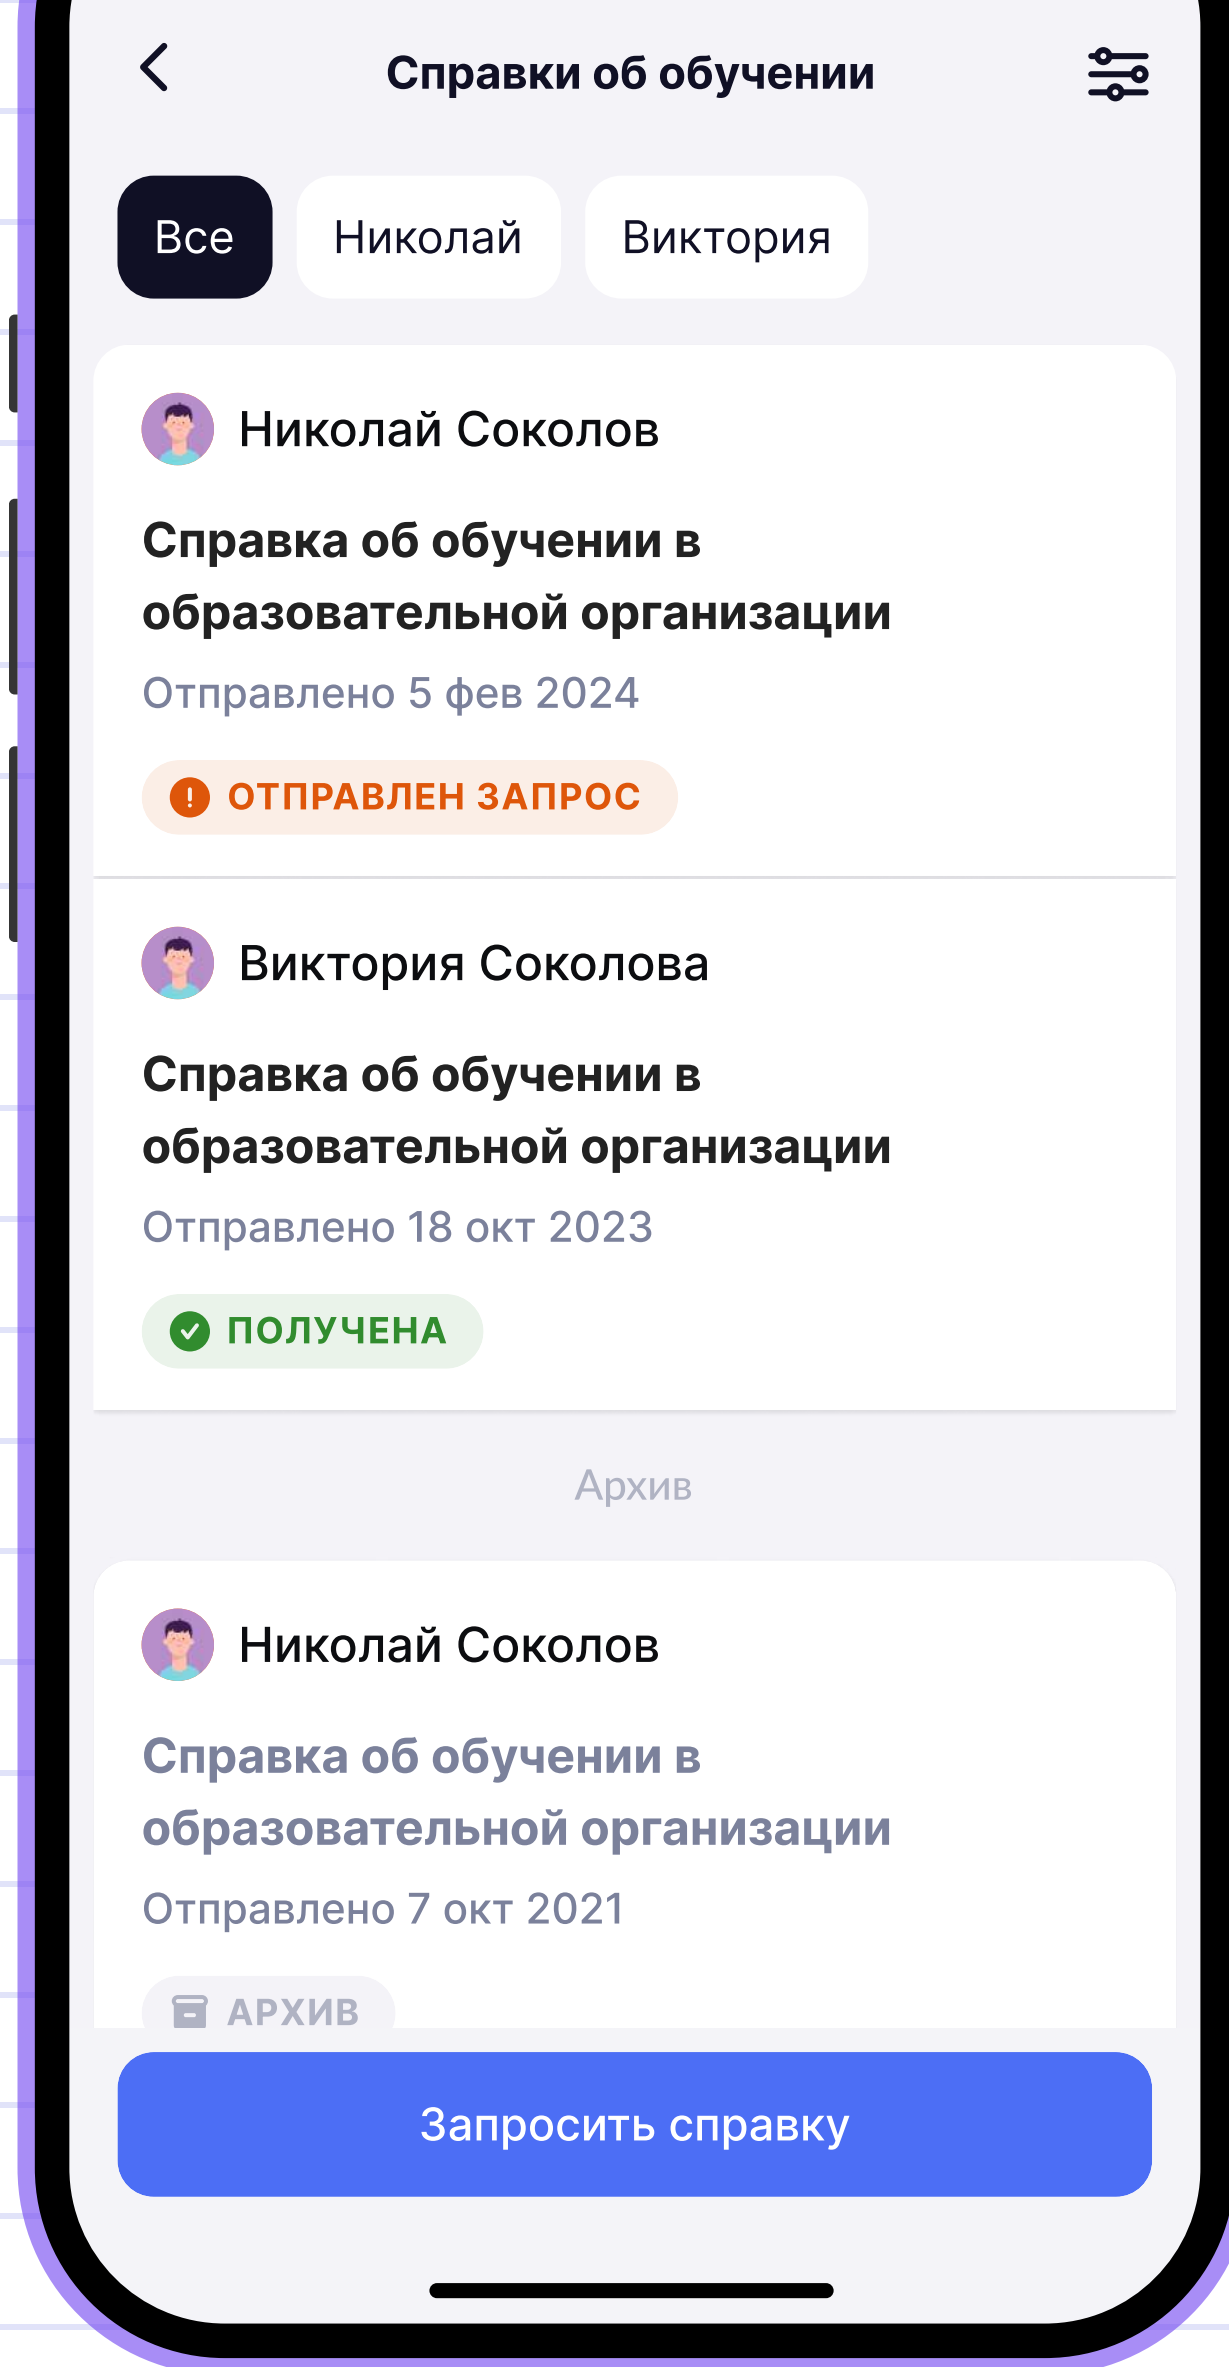 Справки об обучении
Все
Николай
Виктория
Николай Соколов
Справка об обучении в
образовательной организации
Отправлено 5 фев 2024
ОТПРАВЛЕН ЗАПРОС
Виктория Соколова
Справка об обучении в
образовательной организации
Отправлено 18 окт 2023
ПОЛУЧЕНА
Архив
Николай Соколов
Справка об обучении в
образовательной организации
Отправлено 7 окт 2021
АРХИВ
Запросить справку